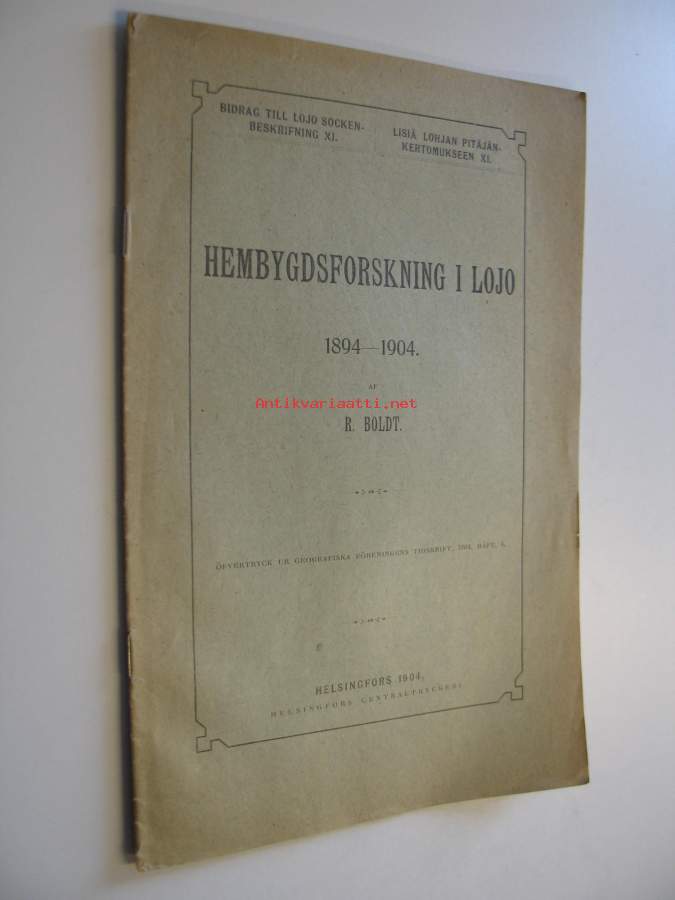 BIDRAG TILL LOJO SOCKEN-
BESKRIFNING XI.
LISIÄ LOHJAN PITÄJÄN-
KERTOMUKSEEN XI.
HEMBYGDSFORSKNING I LOJO
1894—1904.
AF
Antikvariaatti.net
R. BOLDT.
ÖFVERTRYCK UR GEOGRAFISKA FÖRENINGENS TIDSKRIFT, 1904, HÄFT.
HELSINGFORS 1904,
HELSINGFORS CENTRALTRYCKERI